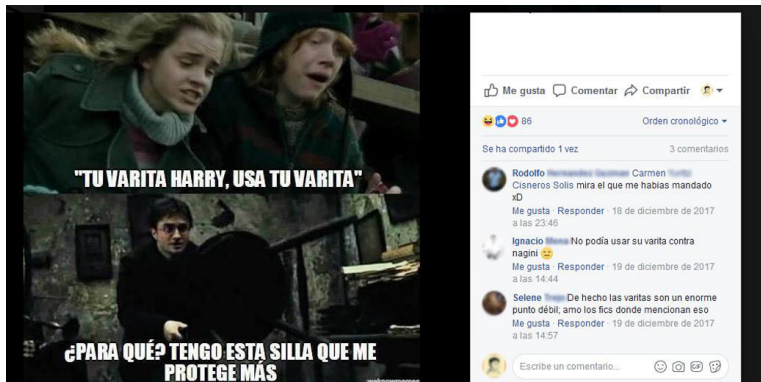 "TU VARITA HARRY, USA TU VARITA"
¿PARA QUÉ? TENGO ESTA SILLA QUE ME
PROTEGE MÁS
Me gusta Comentar Compartir
86 Orden cronológico
Se ha compartido 1 vez 3 comentarios
Rodolfo Carmen
Cisneros Solis mira el que me habias mandado
xD
Me gusta · Responder · 18 de diciembre de 2017
a las 23:46
Ignacio No podía usar su varita contra
nagini
Me gusta · Responder · 19 de diciembre de 2017
a las 14:44
Selene De hecho las varitas son un enorme
punto débil; amo los fics donde mencionan eso
Me gusta · Responder · 19 de diciembre de 2017
a las 14:57
Escribe un comentario... GIF